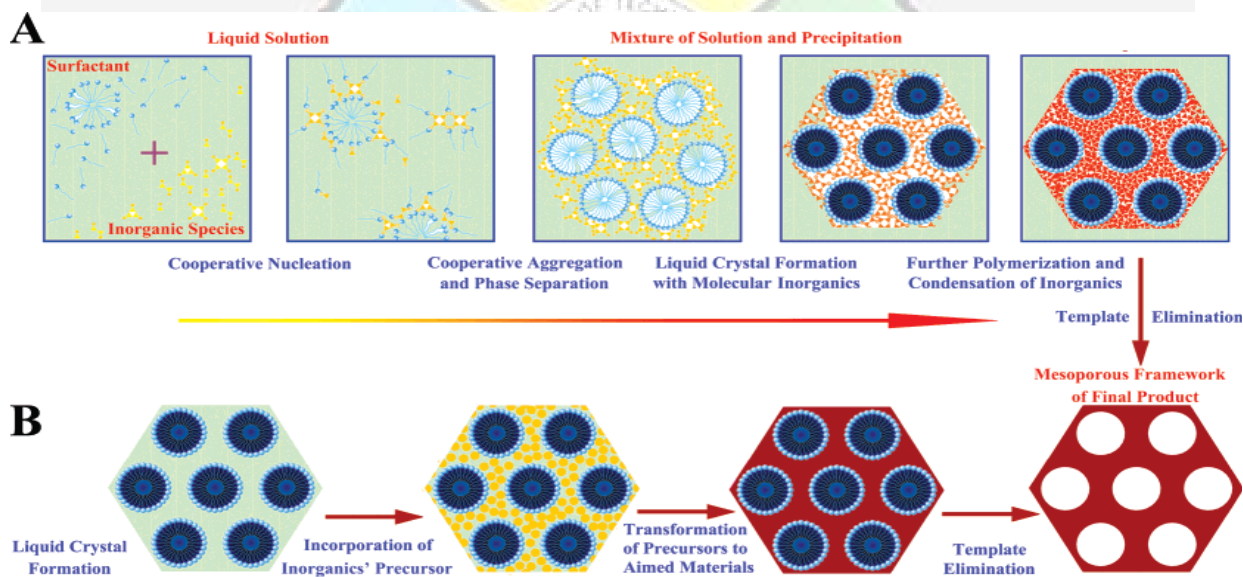 A
Liquid Solution
Mixture of Solution and Precipitation
Surfactant
Inorganic Species
Cooperative Nucleation
Cooperative Aggregation
and Phase Separation
Liquid Crystal Formation
with Molecular Inorganics
Further Polymerization and
Condensation of Inorganics
Template Elimination
Mesoporous Framework
of Final Product
B
Liquid Crystal
Formation
Incorporation of
Inorganics' Precursor
Transformation
of Precursors to
Aimed Materials
Template
Elimination